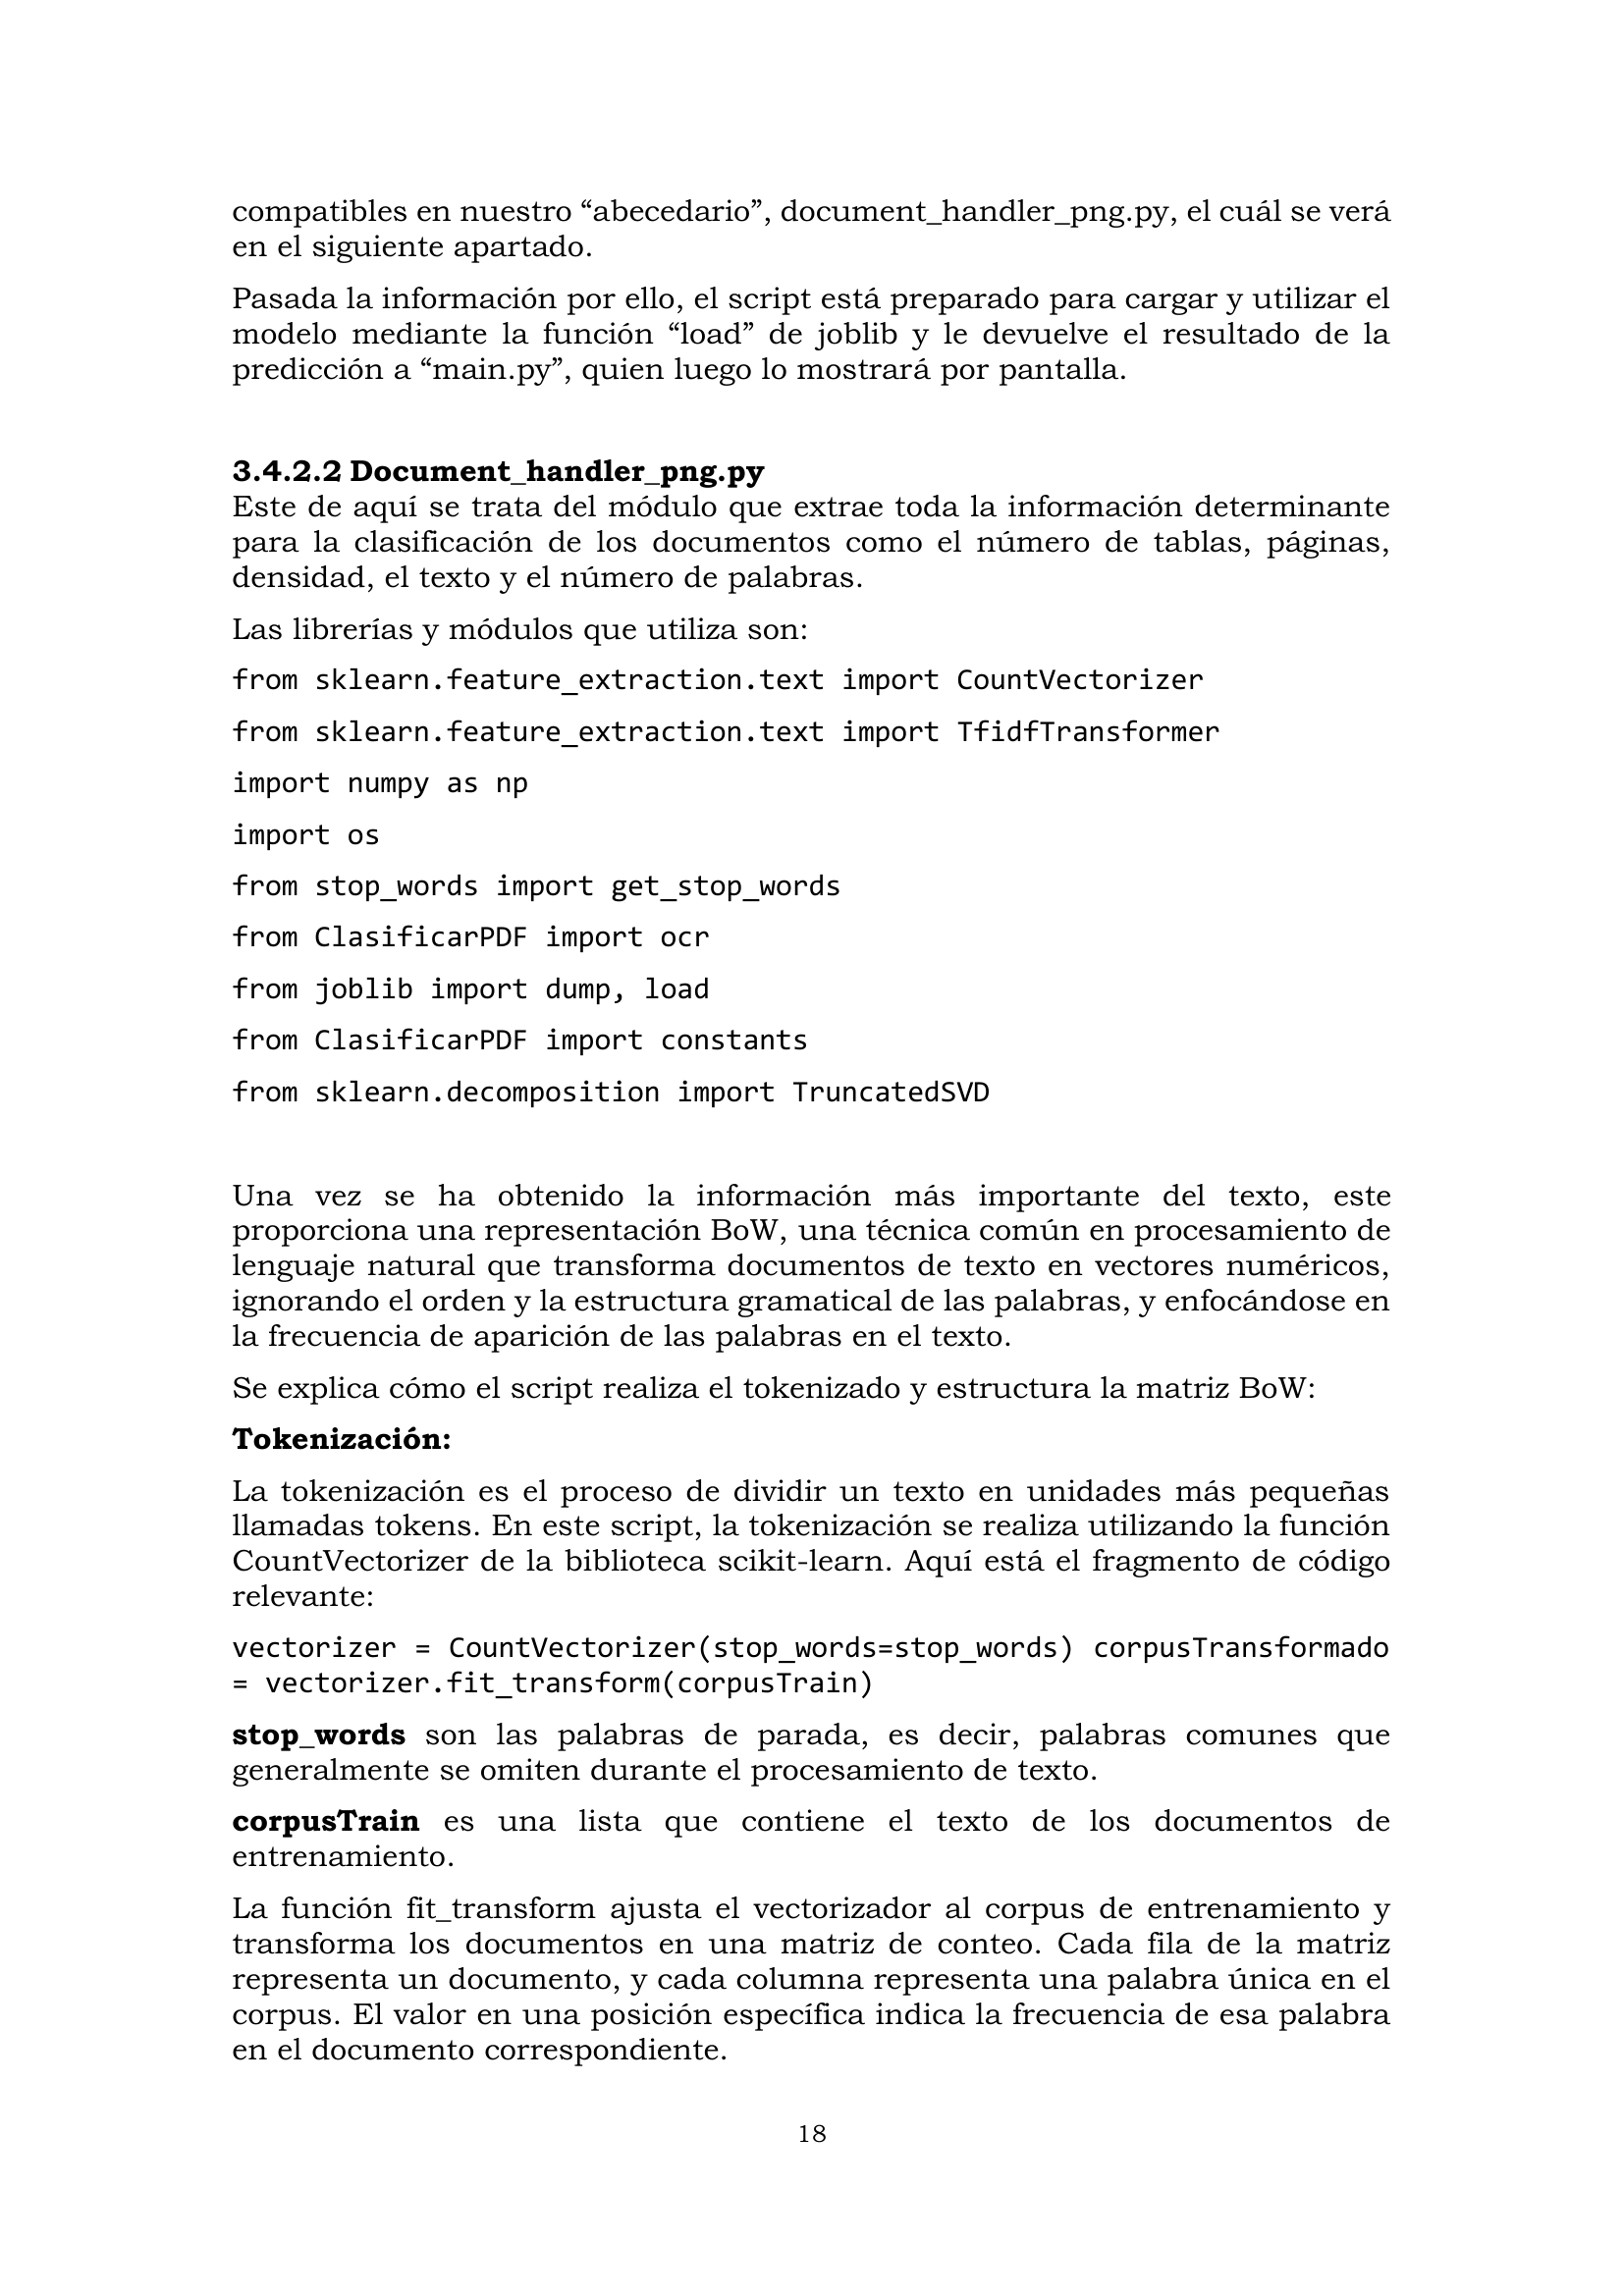 compatibles en nuestro “abecedario”, document_handler_png.py, el cuál se verá
en el siguiente apartado.
Pasada la información por ello, el script está preparado para cargar y utilizar el
modelo mediante la función “load” de joblib y le devuelve el resultado de la
predicción a “main.py”, quien luego lo mostrará por pantalla.
3.4.2.2 Document_handler_png.py
Este de aquí se trata del módulo que extrae toda la información determinante
para la clasificación de los documentos como el número de tablas, páginas,
densidad, el texto y el número de palabras.
Las librerías y módulos que utiliza son:
from sklearn.feature_extraction.text import CountVectorizer
from sklearn.feature_extraction.text import TfidfTransformer
import numpy as np
import os
from stop_words import get_stop_words
from ClasificarPDF import ocr
from joblib import dump, load
from ClasificarPDF import constants
from sklearn.decomposition import TruncatedSVD
Una vez se ha obtenido la información más importante del texto, este
proporciona una representación BoW, una técnica común en procesamiento de
lenguaje natural que transforma documentos de texto en vectores numéricos,
ignorando el orden y la estructura gramatical de las palabras, y enfocándose en
la frecuencia de aparición de las palabras en el texto.
Se explica cómo el script realiza el tokenizado y estructura la matriz BoW:
Tokenización:
La tokenización es el proceso de dividir un texto en unidades más pequeñas
llamadas tokens. En este script, la tokenización se realiza utilizando la función
CountVectorizer de la biblioteca scikit-learn. Aquí está el fragmento de código
relevante:
vectorizer = CountVectorizer(stop_words=stop_words) corpusTransformado
= vectorizer.fit_transform(corpusTrain)
stop_words son las palabras de parada, es decir, palabras comunes que
generalmente se omiten durante el procesamiento de texto.
corpusTrain es una lista que contiene el texto de los documentos de
entrenamiento.
La función fit_transform ajusta el vectorizador al corpus de entrenamiento y
transforma los documentos en una matriz de conteo. Cada fila de la matriz
representa un documento, y cada columna representa una palabra única en el
corpus. El valor en una posición específica indica la frecuencia de esa palabra
en el documento correspondiente.
18